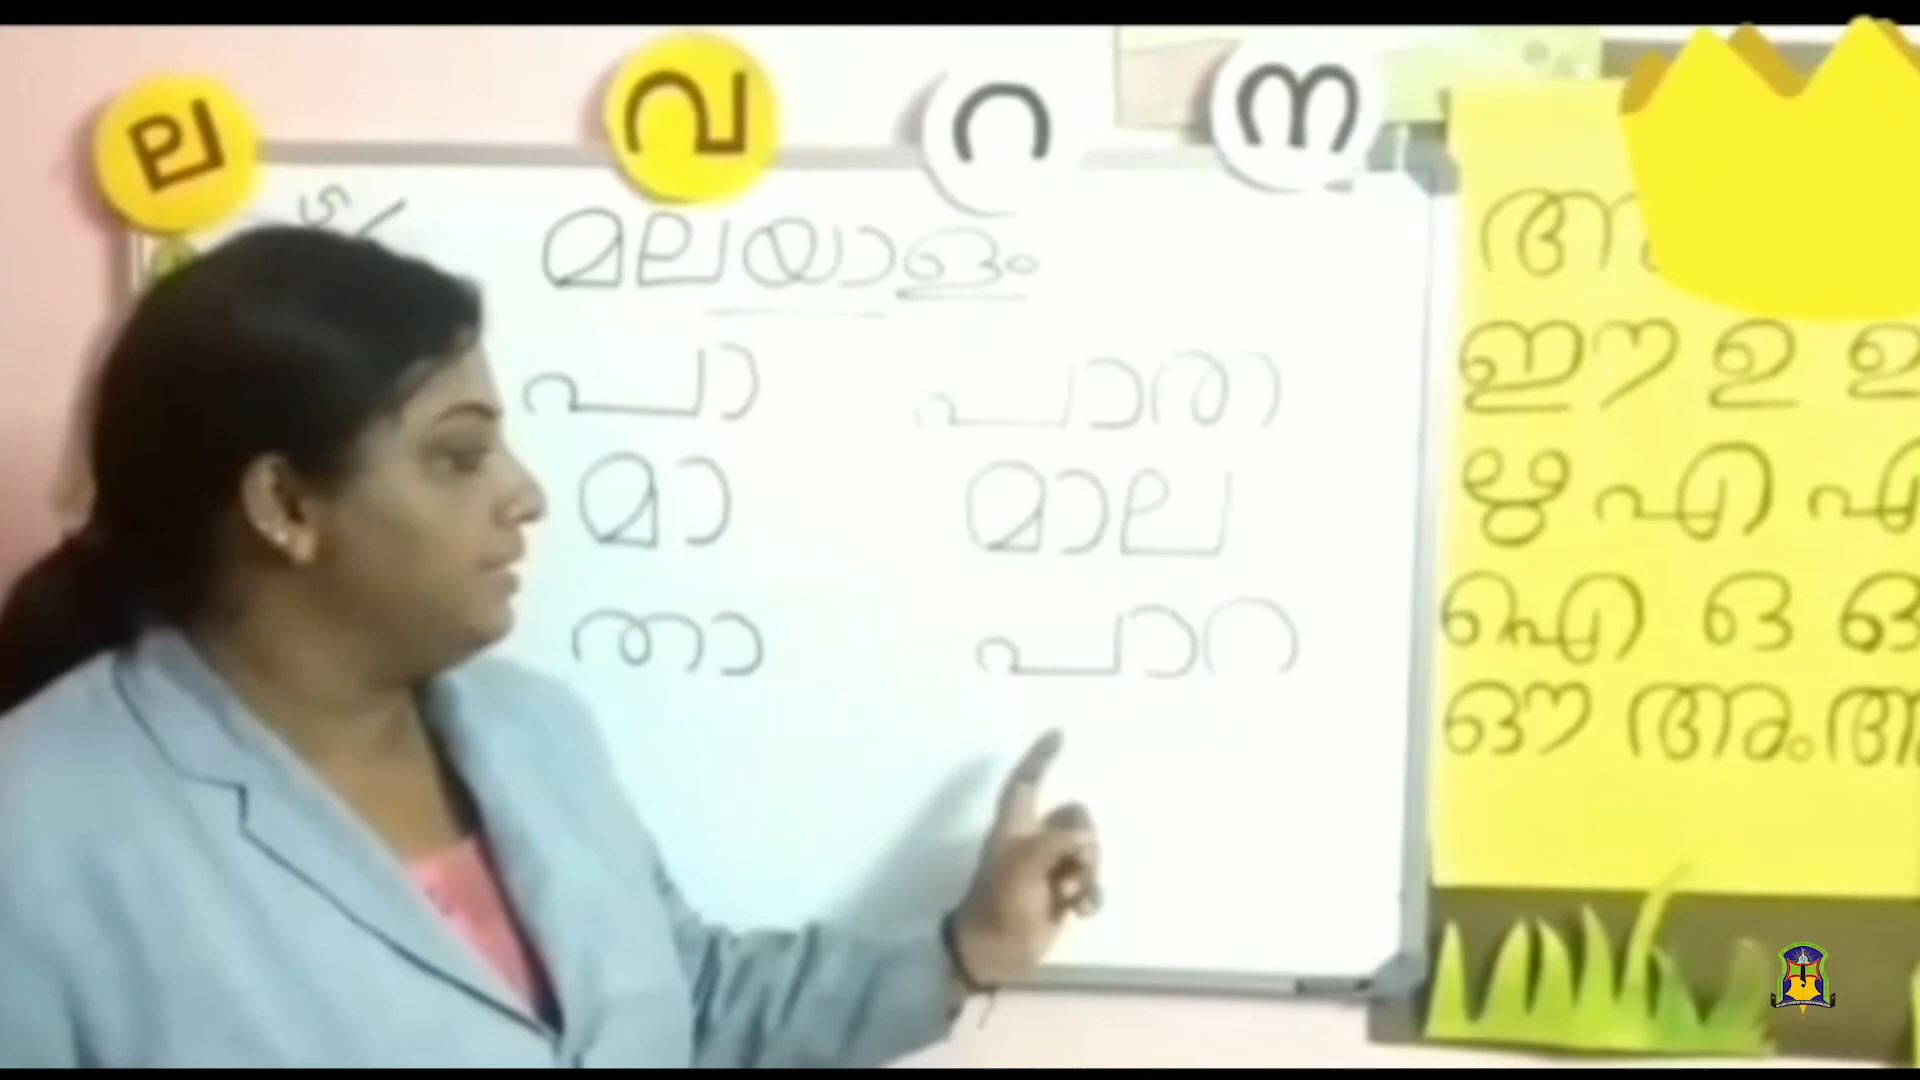 ല വ റ ന
മലയാളം
പാ പാത
മാ മാല
താ പാറ
ഈ ഉ
ഋ എ
ഐ ഒ ഓ
ഔ അം